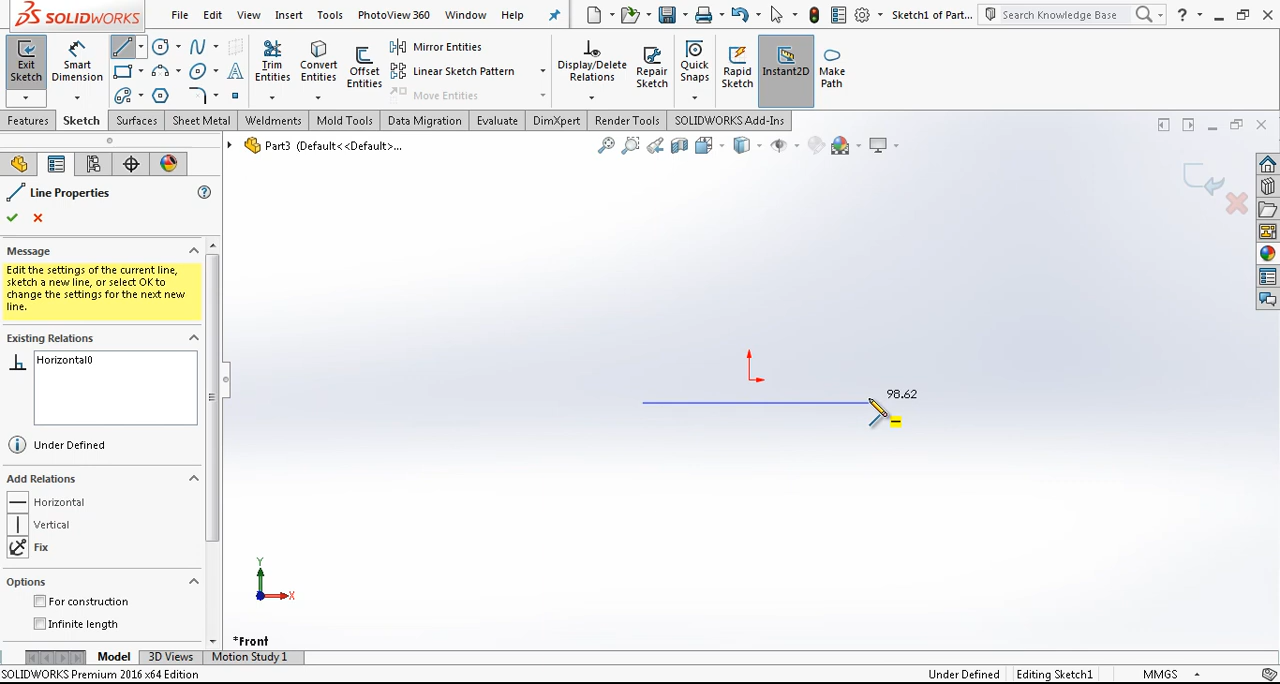 SOLIDWORKS
File Edit View Insert Tools PhotoView 360 Window Help
Sketch1 of Part...
Search Knowledge Base
?
Exit Sketch
Smart Dimension
Trim Entities
Convert Entities
Offset Entities
Mirror Entities
Linear Sketch Pattern
Move Entities
Display/Delete Relations
Repair Sketch
Quick Snaps
Rapid Sketch
Instant2D
Make Path
Features Sketch Surfaces Sheet Metal Weldments Mold Tools Data Migration Evaluate DimXpert Render Tools SOLIDWORKS Add-Ins
Part3 (Default<<Default>...
Line Properties
?
Message
Edit the settings of the current line,
sketch a new line, or select OK to
change the settings for the next new
line.
Existing Relations
Horizontal0
Under Defined
Add Relations
Horizontal
Vertical
Fix
Options
For construction
Infinite length
98.62
Y
X
*Front
Model 3D Views Motion Study 1
SOLIDWORKS Premium 2016 x64 Edition
Under Defined Editing Sketch1 MMGS